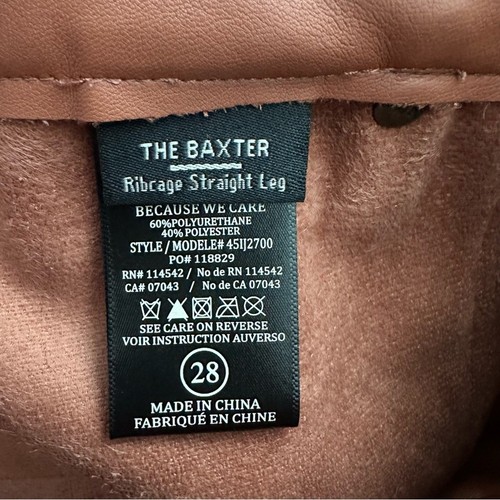 THE BAXTER
Ribcage Straight Leg
BECAUSE WE CARE
60%POLYURETHANE
40% POLYESTER
STYLE / MODELE# 451J2700
PO# 118829
RN# 114542 / No de RN 114542
CA# 07043 / No de CA 07043
SEE CARE ON REVERSE
VOIR INSTRUCTION AUVERSO
28
MADE IN CHINA
FABRIQUÉ EN CHINE